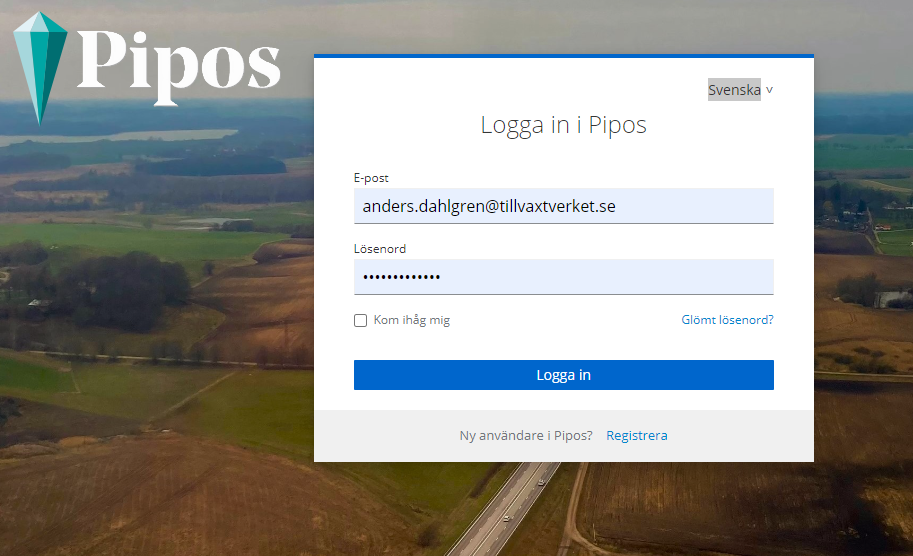 Pipos
Svenska
Logga in i Pipos
E-post
anders.dahlgren@tillvaxtverket.se
Lösenord
•••••••••••••
Kom ihåg mig
Glömt lösenord?
Logga in
Ny användare i Pipos? Registrera